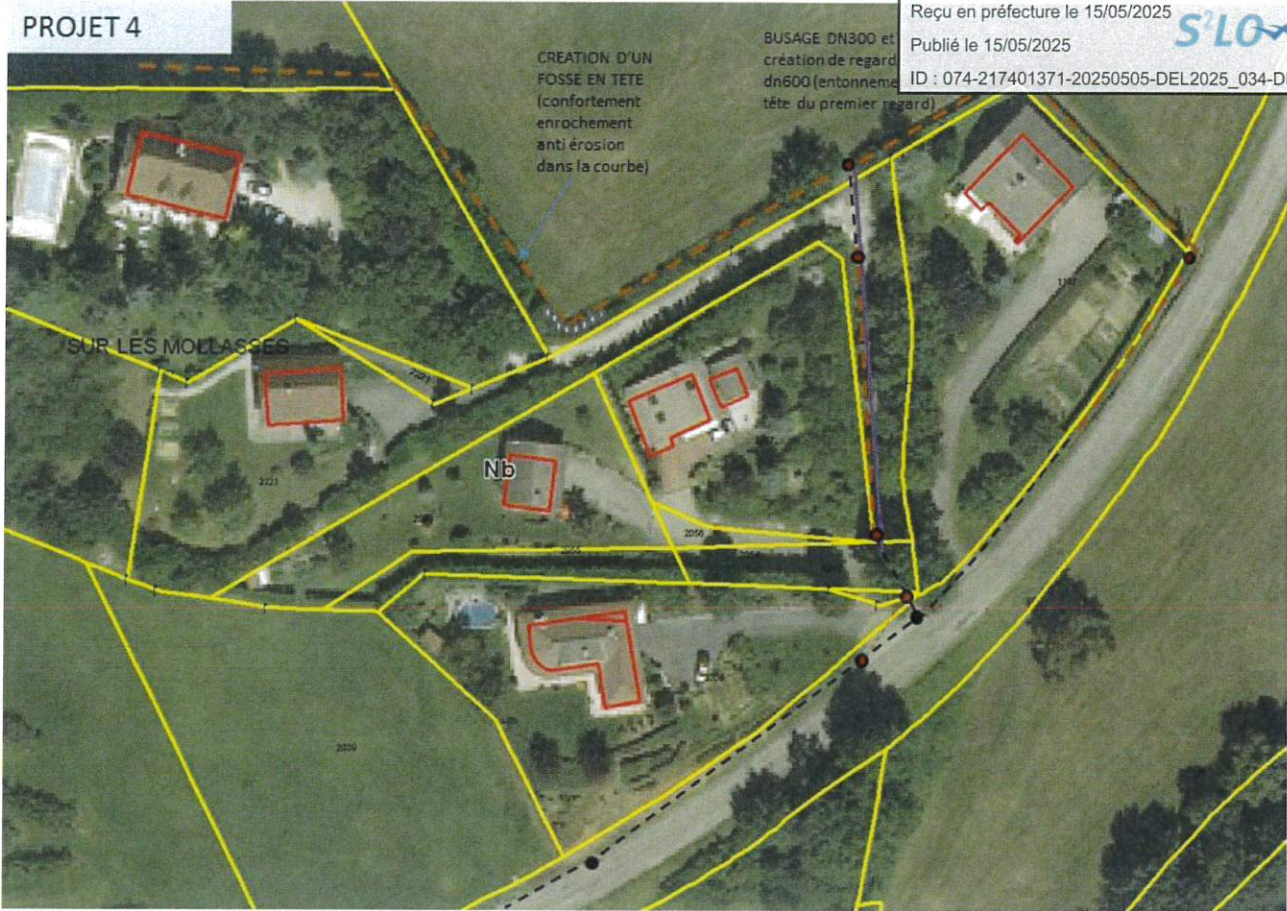 PROJET 4
CREATION D'UN
FOSSE EN TETE
(confortement
enrochement
anti érosion
dans la courbe)
BUSAGE DN300 et
création de regard
dn600 (entonneme
tête du premier regard)
Reçu en préfecture le 15/05/2025
Publié le 15/05/2025
S²LO
ID : 074-217401371-20250505-DEL2025_034-D
SUR LES MOLLASSES
2221
Nb
2056
2039